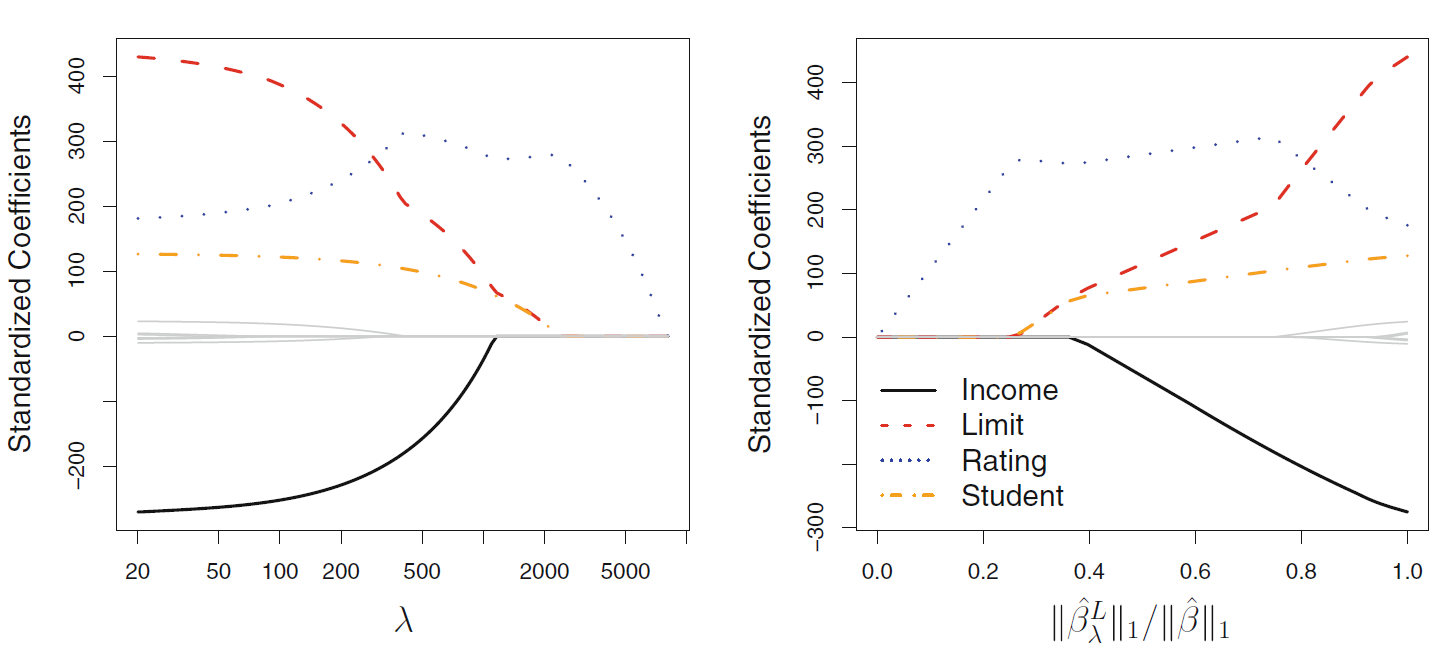 Standardized Coefficients
400
300
200
100
0
−200
20 50 100 200 500 2000 5000
λ
Standardized Coefficients
400
300
200
100
0
−100
−300
Income
Limit
Rating
Student
0.0 0.2 0.4 0.6 0.8 1.0
‖β̂λL‖1/‖β̂‖1